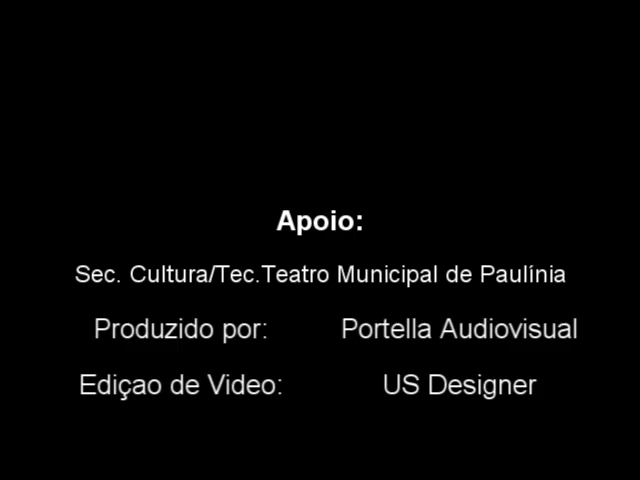 Apoio:
Sec. Cultura/Tec.Teatro Municipal de Paulínia
Produzido por: Portella Audiovisual
Ediçao de Video: US Designer